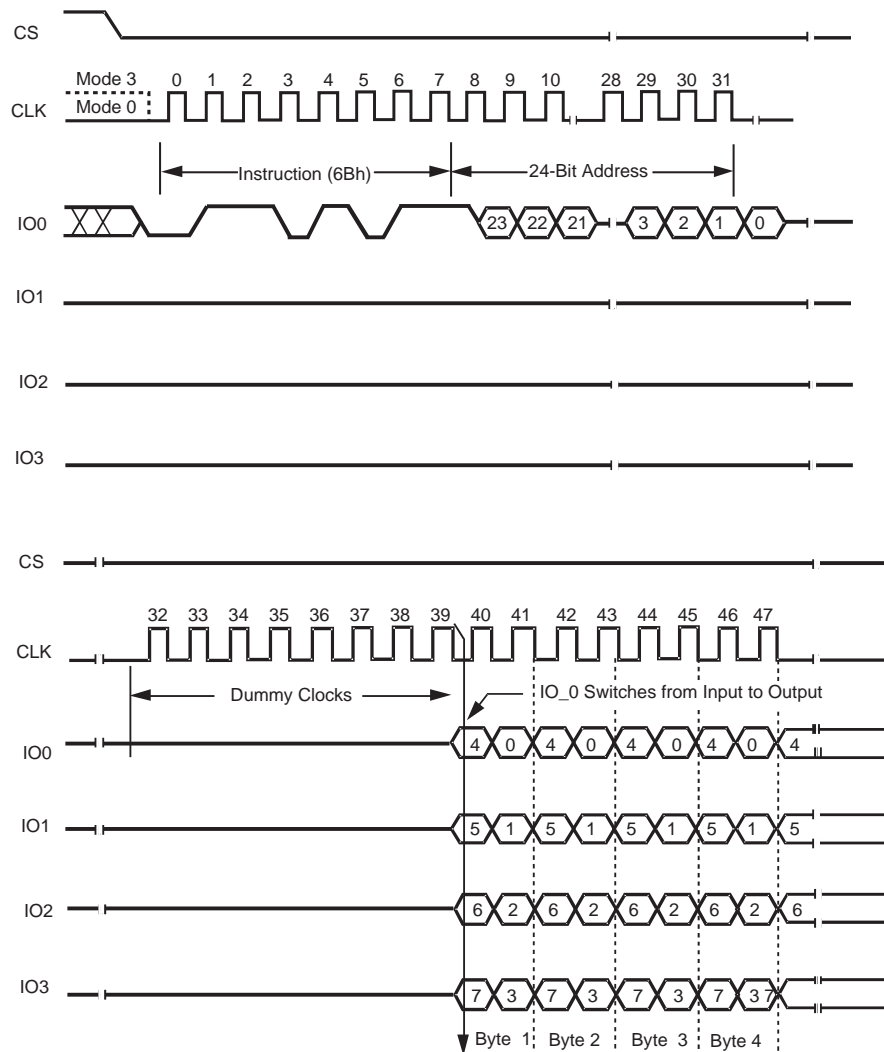 CS
Mode 3 0 1 2 3 4 5 6 7 8 9 10 28 29 30 31
CLK Mode 0
Instruction (6Bh) 24-Bit Address
IO0 23 22 21 3 2 1 0
IO1
IO2
IO3
CS
32 33 34 35 36 37 38 39 40 41 42 43 44 45 46 47
CLK
Dummy Clocks IO_0 Switches from Input to Output
IO0 4 0 4 0 4 0 4 0 4
IO1 5 1 5 1 5 1 5 1 5
IO2 6 2 6 2 6 2 6 2 6
IO3 7 3 7 3 7 3 7 3 7
Byte 1 Byte 2 Byte 3 Byte 4